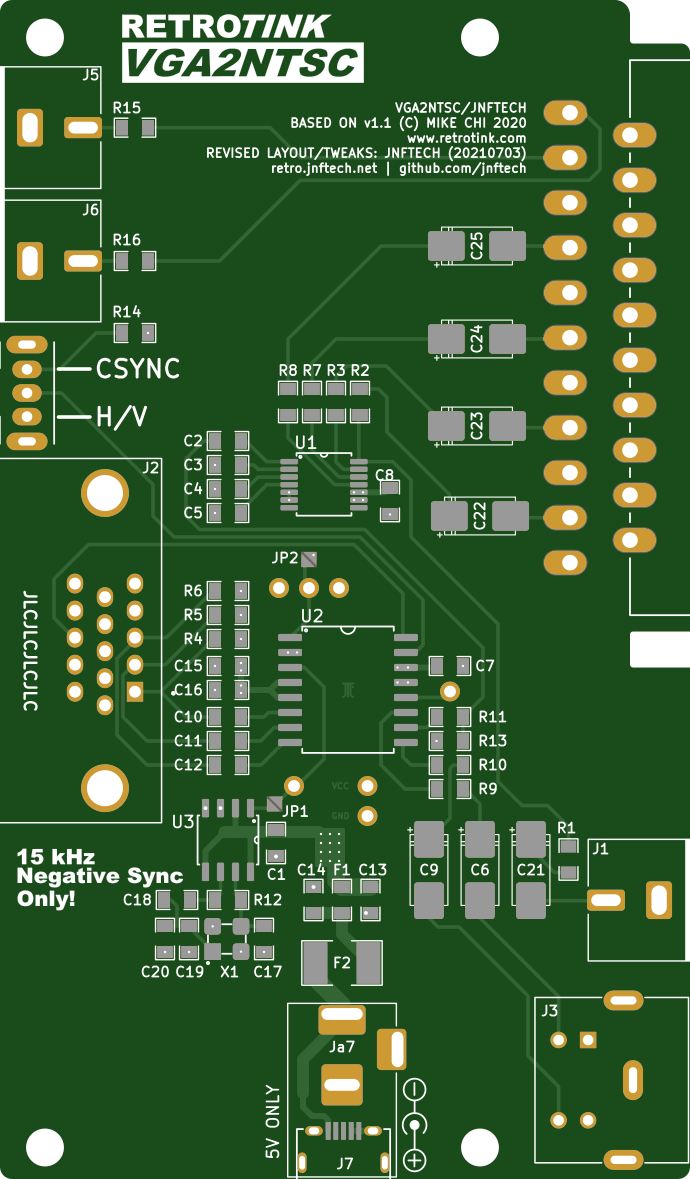 RETROTINK
VGA2NTSC
J5
R15
VGA2NTSC/JNFTECH
BASED ON v1.1 (C) MIKE CHI 2020
www.retrotink.com
REVISED LAYOUT/TWEAKS: JNFTECH (20210703)
retro.jnftech.net | github.com/jnftech
J6
R16
C25
R14
C24
CSYNC
R8 R7 R3 R2
H/V
C23
C2
U1
J2
C3
C8
C4
C5
C22
JP2
R6
JLCJLCJLCJLC
R5
U2
R4
C15
C7
C16
C10
R11
C11
R13
C12
R10
VCC
R9
JP1
GND
U3
R1
J1
15 kHz
Negative Sync
Only!
C1
C14 F1 C13
C9
C6
C21
C18
R12
C20 C19
X1
C17
F2
J3
Ja7
5V ONLY
J7